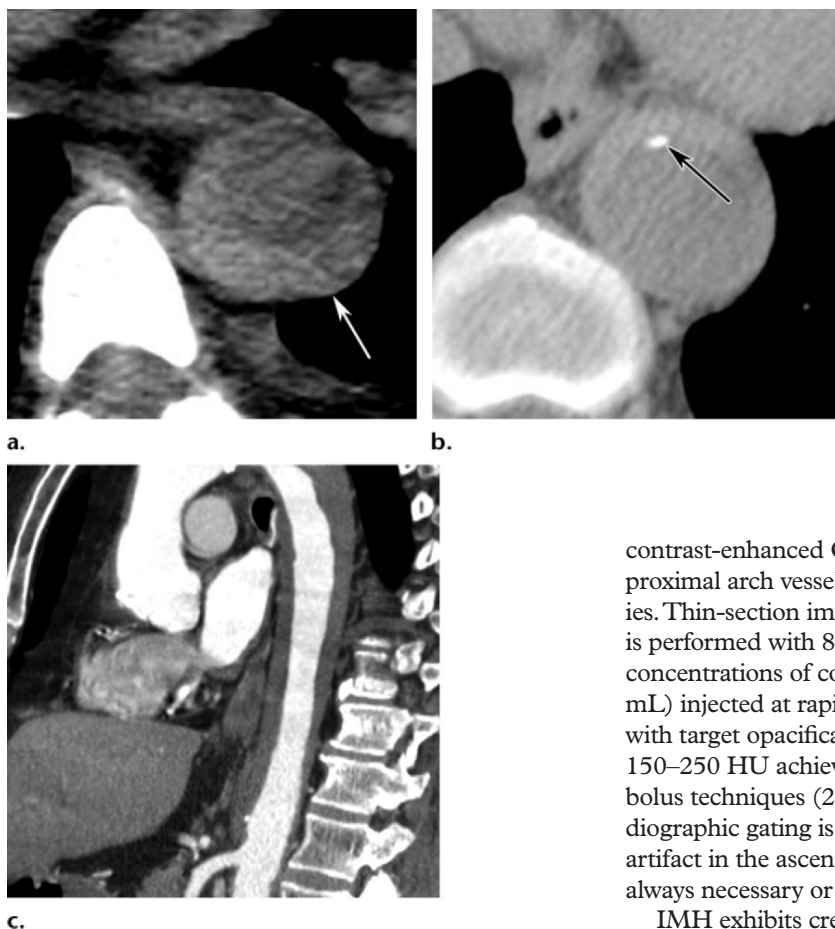 a.
b.
c.
contrast-enhanced C
proximal arch vessel
ies. Thin-section im
is performed with 8
concentrations of co
mL) injected at rapi
with target opacifica
150–250 HU achiev
bolus techniques (2
diographic gating is
artifact in the ascen
always necessary or
IMH exhibits cre